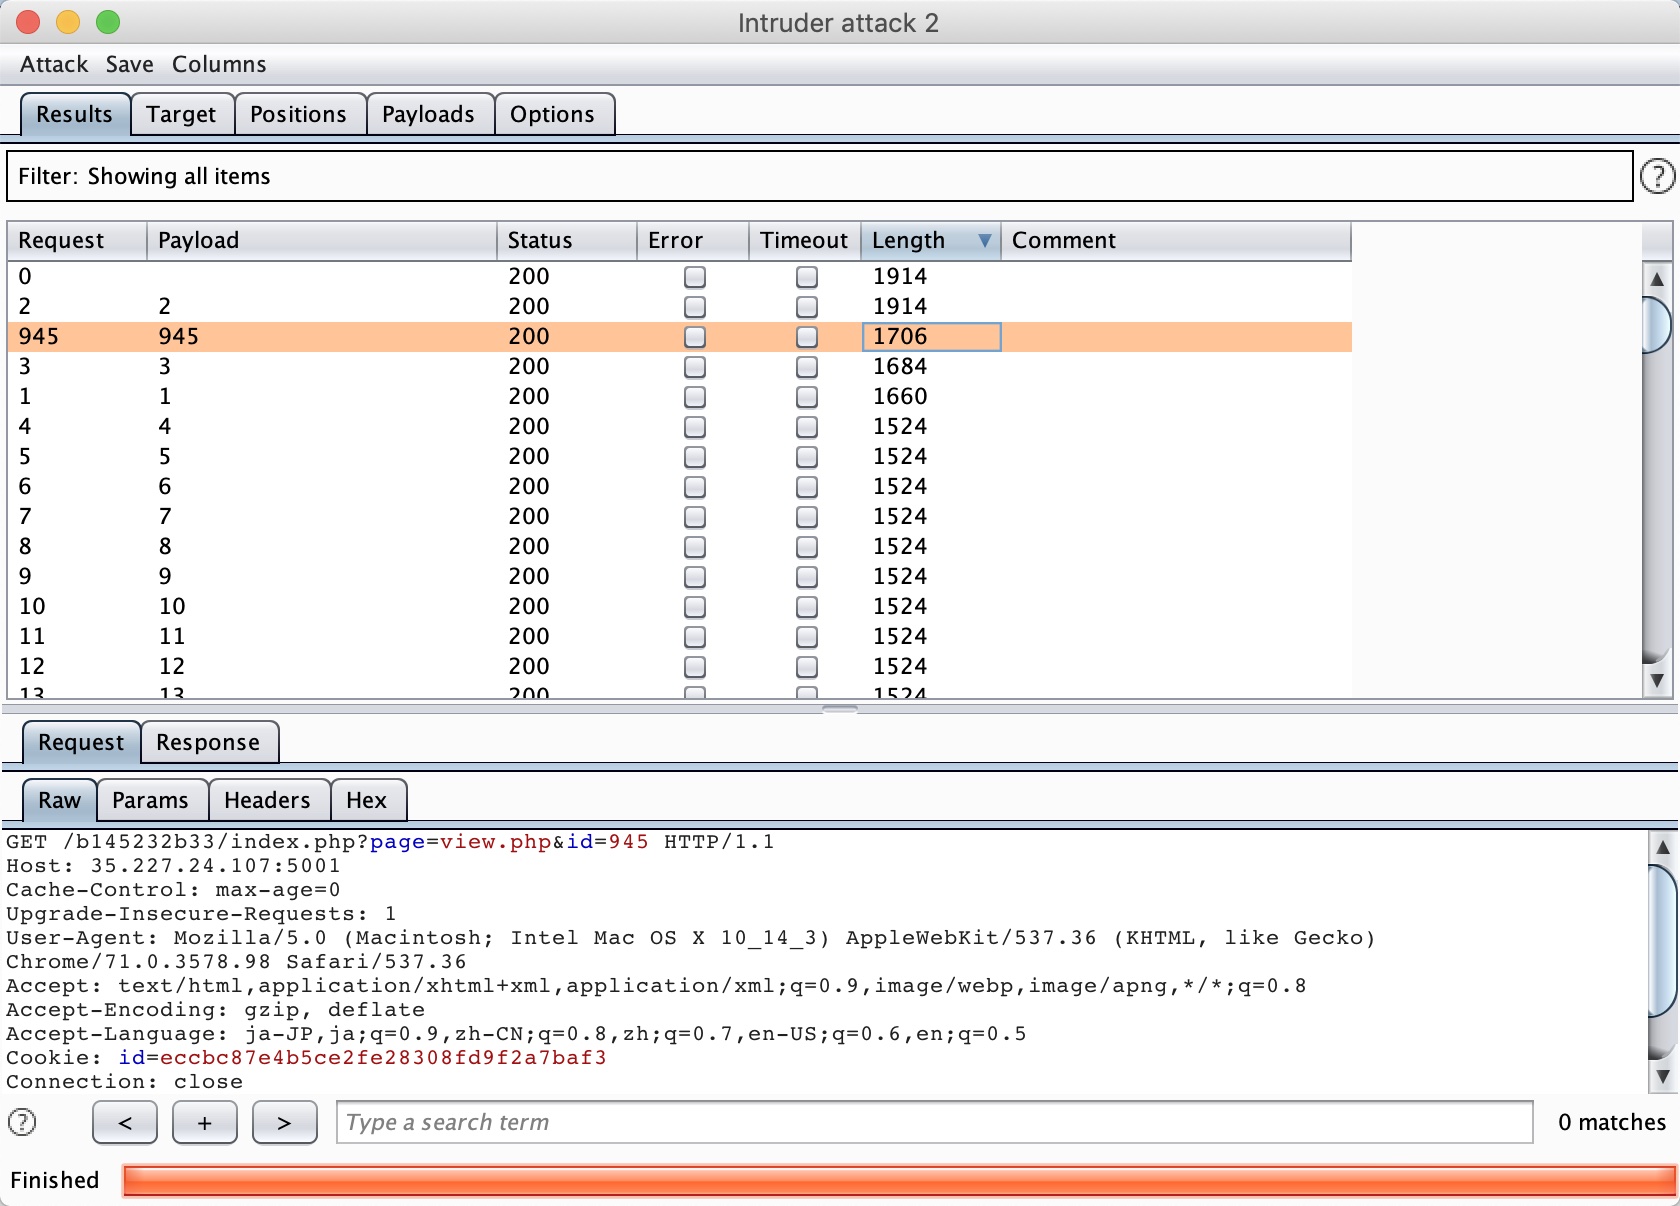 Intruder attack 2
Attack Save Columns
Results Target Positions Payloads Options
Filter: Showing all items ?
Request Payload Status Error Timeout Length ▼ Comment
0 200 1914
2 2 200 1914
945 945 200 1706
3 3 200 1684
1 1 200 1660
4 4 200 1524
5 5 200 1524
6 6 200 1524
7 7 200 1524
8 8 200 1524
9 9 200 1524
10 10 200 1524
11 11 200 1524
12 12 200 1524
13 13 200 1524
Request Response
Raw Params Headers Hex
GET /b145232b33/index.php?page=view.php&id=945 HTTP/1.1
Host: 35.227.24.107:5001
Cache-Control: max-age=0
Upgrade-Insecure-Requests: 1
User-Agent: Mozilla/5.0 (Macintosh; Intel Mac OS X 10_14_3) AppleWebKit/537.36 (KHTML, like Gecko)
Chrome/71.0.3578.98 Safari/537.36
Accept: text/html,application/xhtml+xml,application/xml;q=0.9,image/webp,image/apng,*/*;q=0.8
Accept-Encoding: gzip, deflate
Accept-Language: ja-JP,ja;q=0.9,zh-CN;q=0.8,zh;q=0.7,en-US;q=0.6,en;q=0.5
Cookie: id=eccbc87e4b5ce2fe28308fd9f2a7baf3
Connection: close
? < + > Type a search term 0 matches
Finished